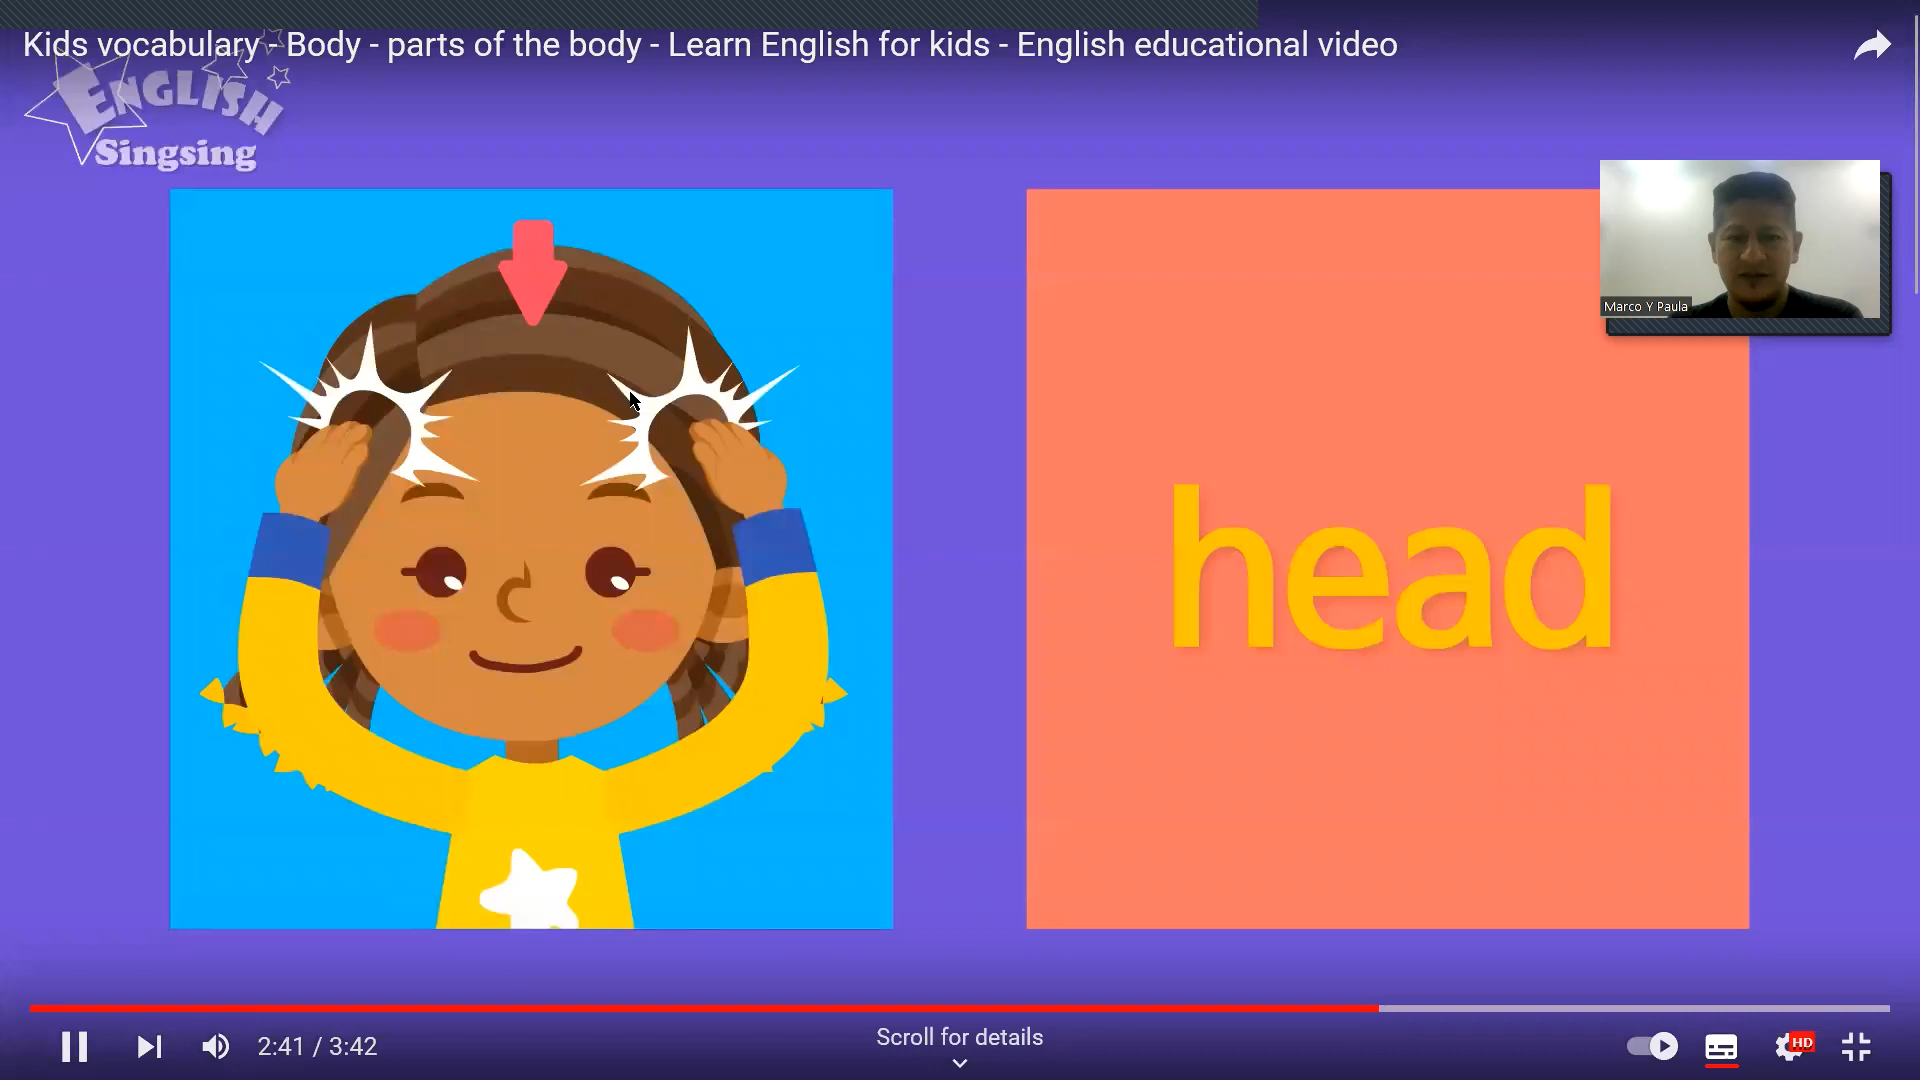 Kids vocabulary - Body - parts of the body - Learn English for kids - English educational video
ENGLISH
Singsing
Marco Y Paula
head
2:41 / 3:42
Scroll for details
HD